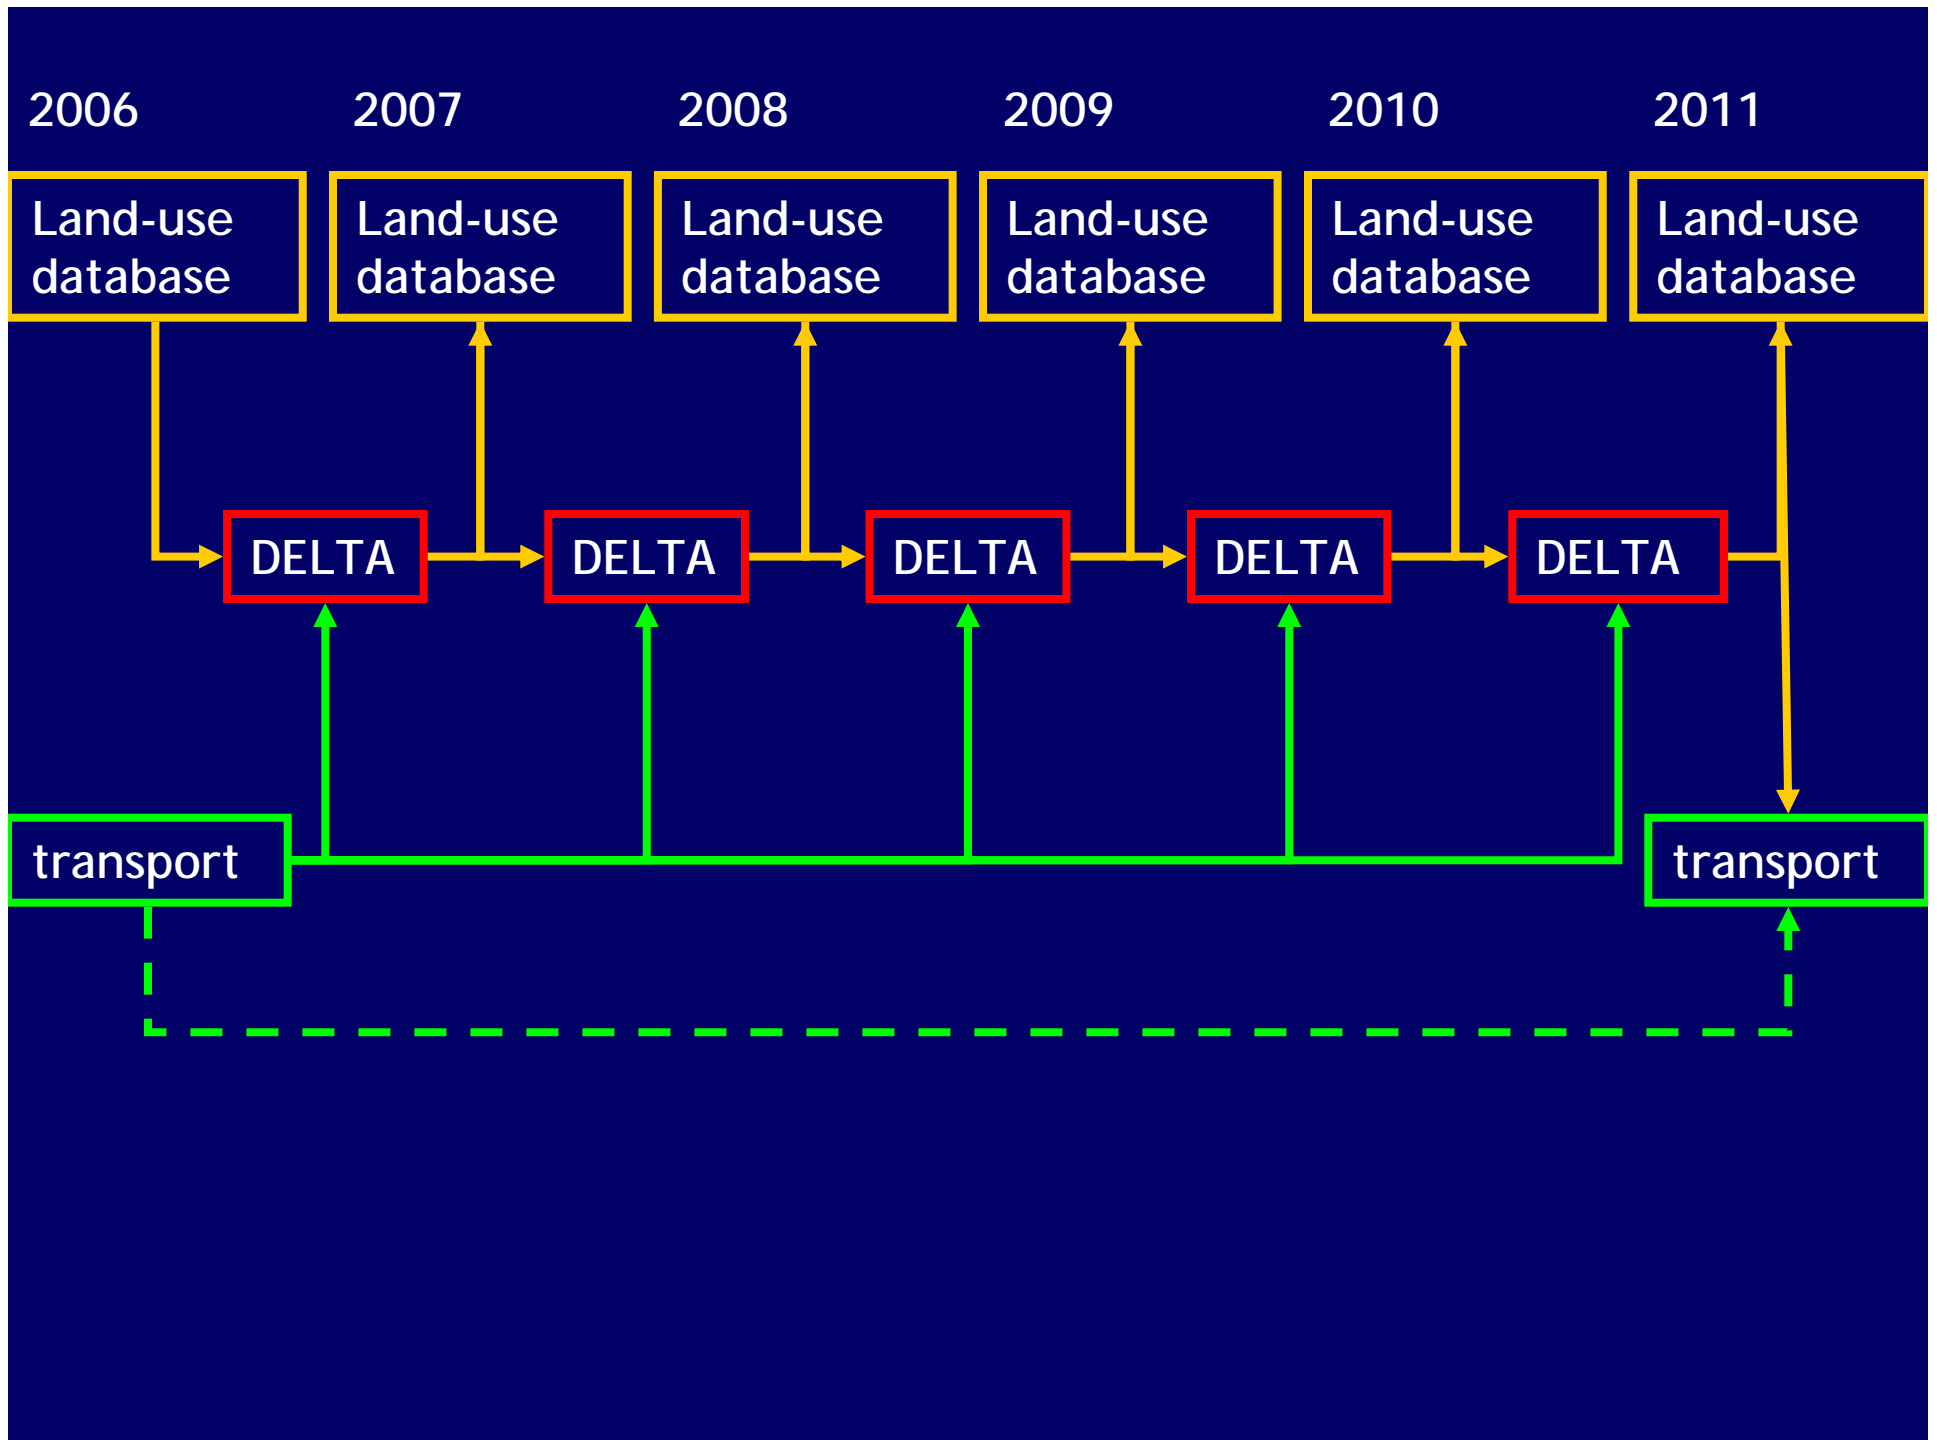 2006 2007 2008 2009 2010 2011
Land-use Land-use Land-use Land-use Land-use Land-use
database database database database database database
DELTA DELTA DELTA DELTA DELTA
transport transport